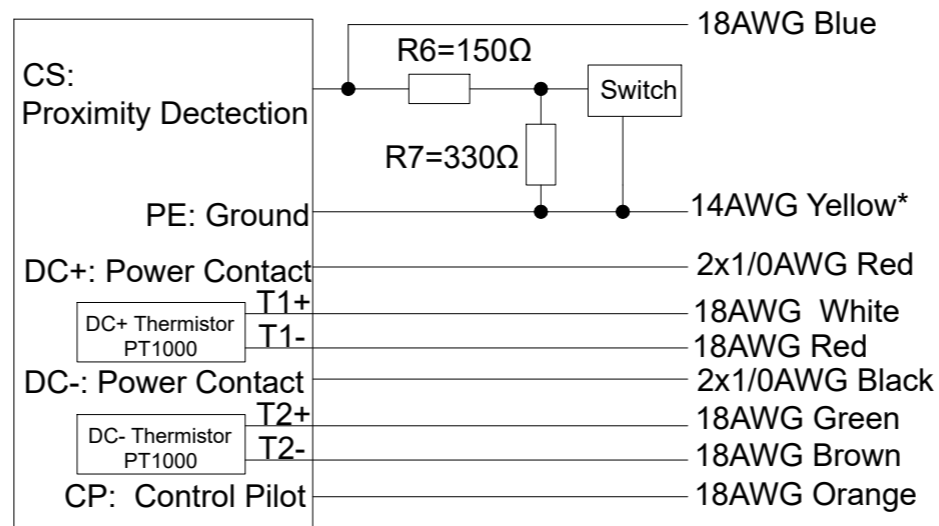 18AWG Blue
R6=150Ω
CS:
Proximity Dectection
Switch
R7=330Ω
PE: Ground
14AWG Yellow*
DC+: Power Contact
2x1/0AWG Red
T1+
18AWG White
DC+ Thermistor
PT1000
T1-
18AWG Red
DC-: Power Contact
2x1/0AWG Black
T2+
18AWG Green
DC- Thermistor
PT1000
T2-
18AWG Brown
CP: Control Pilot
18AWG Orange